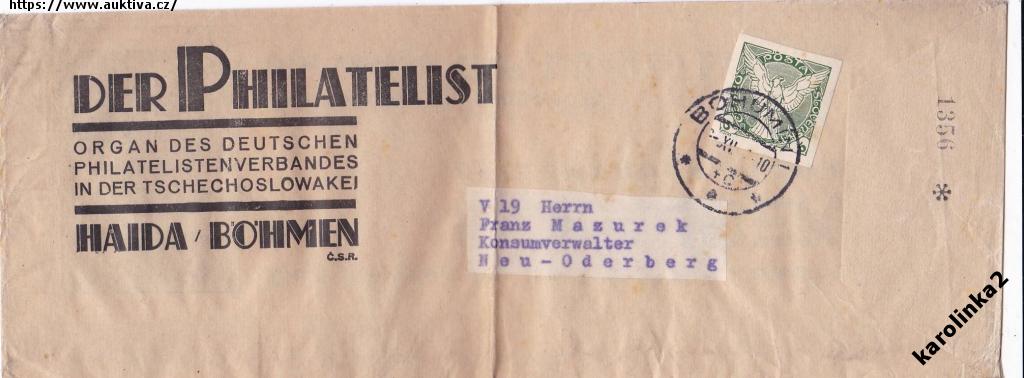 https://www.auktiva.cz/
DER PHILATELIST
ORGAN DES DEUTSCHEN
PHILATELISTENVERBANDES
IN DER TSCHECHOSLOWAKEI
HAIDA / BÖHMEN
Č.S.R.
POŠTA
BOHUMÍN 1
V 19 Herrn
Franz Mazurek
Konsumverwalter
Neu-Oderberg
1356 *
karolinka2